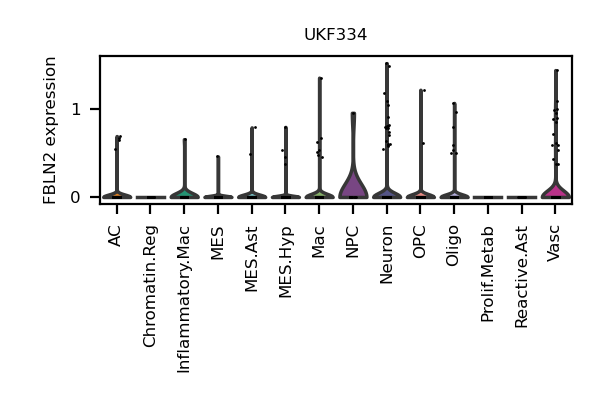 UKF334
FBLN2 expression
1
0
AC
Chromatin.Reg
Inflammatory.Mac
MES
MES.Ast
MES.Hyp
Mac
NPC
Neuron
OPC
Oligo
Prolif.Metab
Reactive.Ast
Vasc